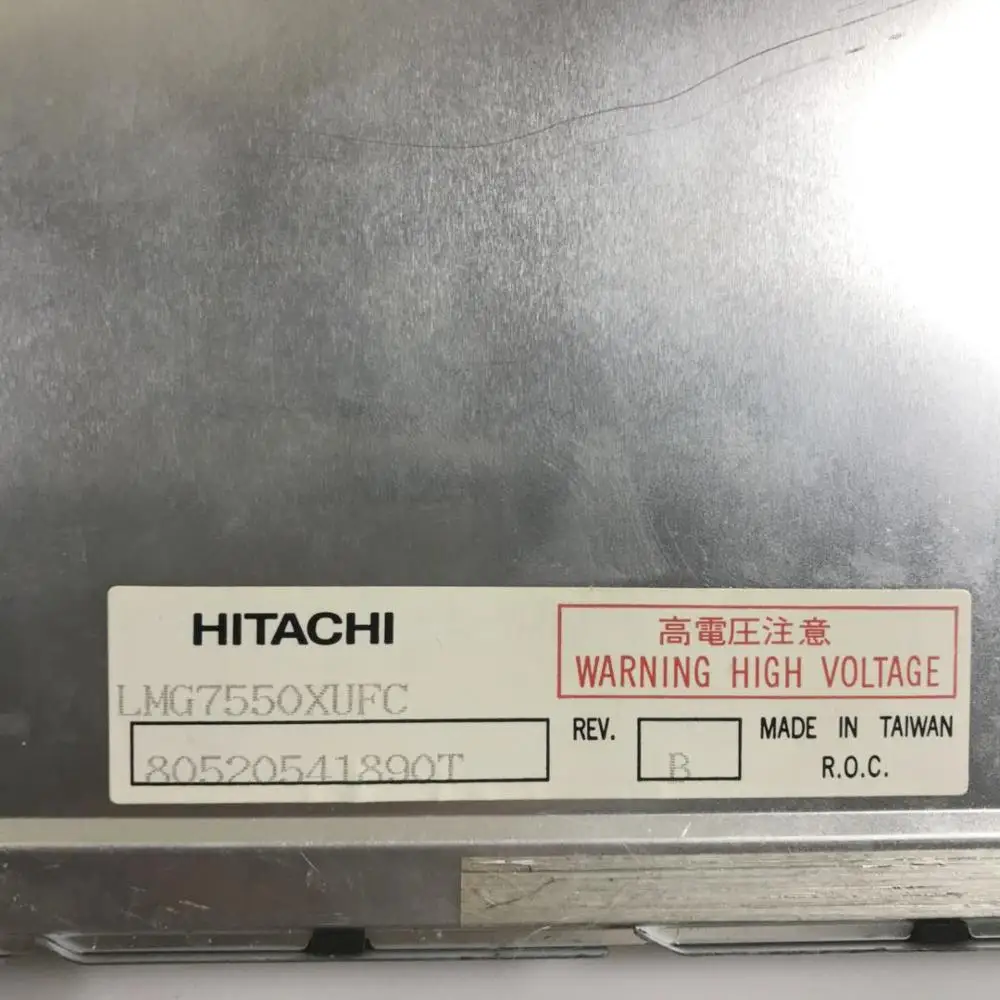 HITACHI
LMG7550XUFC
80520541890T
高電圧注意
WARNING HIGH VOLTAGE
REV. B
MADE IN TAIWAN
R.O.C.